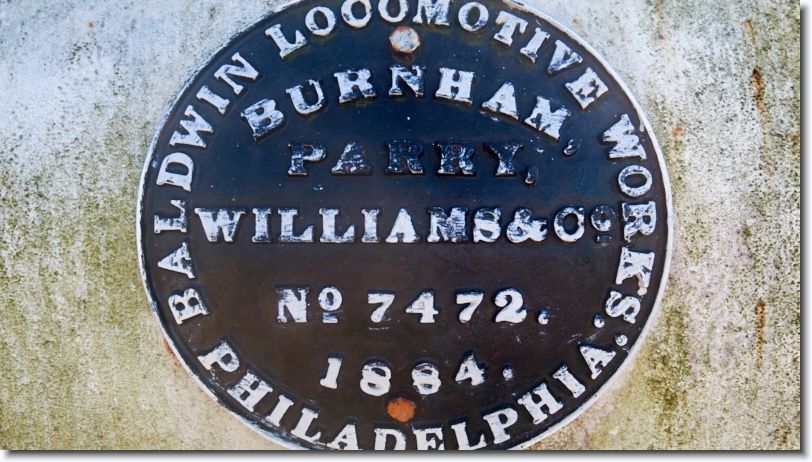 BALDWIN LOCOMOTIVE WORKS.
BURNHAM,
PARRY,
WILLIAMS & Co.
No 7472.
1884.
PHILADELPHIA.